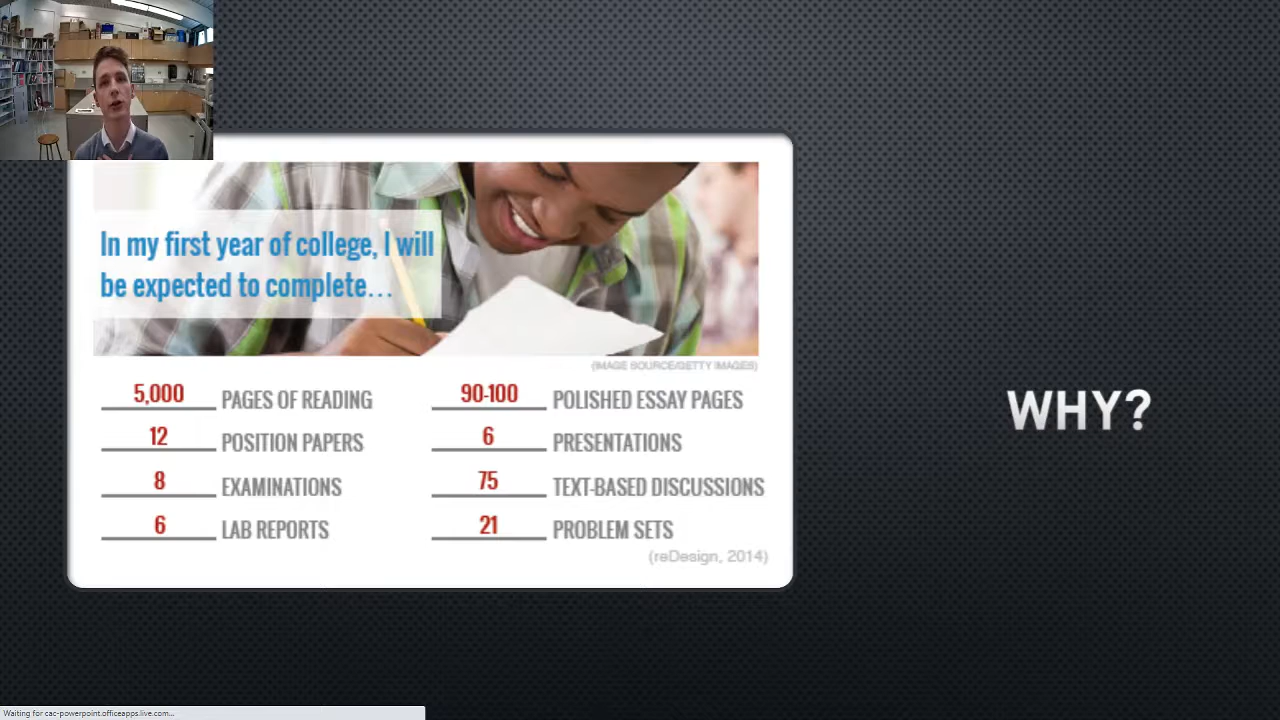 In my first year of college, I will
be expected to complete...
(IMAGE SOURCE/GETTY IMAGES)
5,000 PAGES OF READING
12 POSITION PAPERS
8 EXAMINATIONS
6 LAB REPORTS
90-100 POLISHED ESSAY PAGES
6 PRESENTATIONS
75 TEXT-BASED DISCUSSIONS
21 PROBLEM SETS
(reDesign, 2014)
WHY?
Waiting for cac-powerpoint.officeapps.live.com...